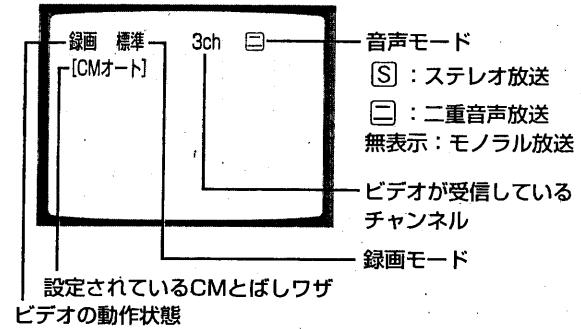 録画 標準 3ch 二
[CMオート]
音声モード
S：ステレオ放送
二：二重音声放送
無表示：モノラル放送
ビデオが受信している
チャンネル
録画モード
設定されているCMとばしワザ
ビデオの動作状態